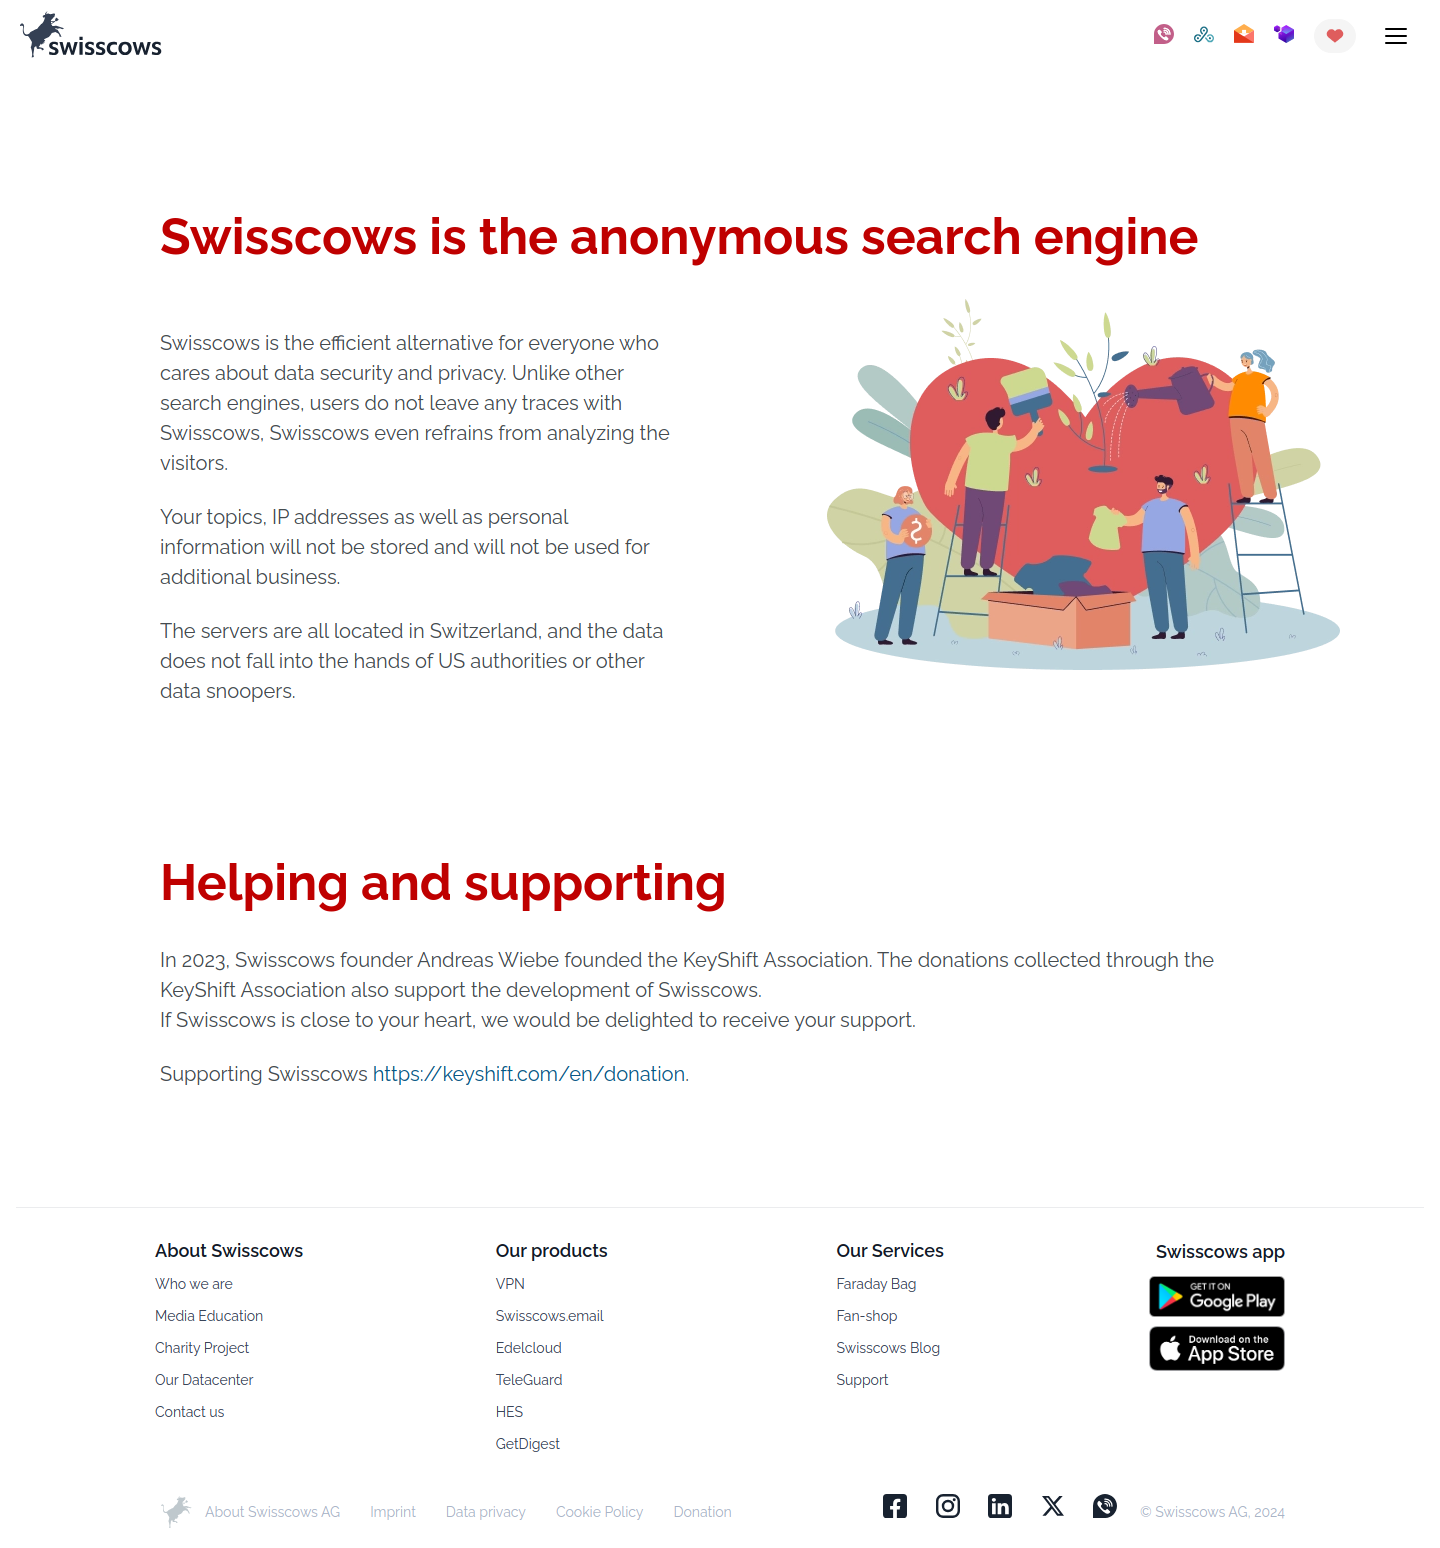 swisscows
Swisscows is the anonymous search engine
Swisscows is the efficient alternative for everyone who
cares about data security and privacy. Unlike other
search engines, users do not leave any traces with
Swisscows, Swisscows even refrains from analyzing the
visitors.
Your topics, IP addresses as well as personal
information will not be stored and will not be used for
additional business.
The servers are all located in Switzerland, and the data
does not fall into the hands of US authorities or other
data snoopers.
Helping and supporting
In 2023, Swisscows founder Andreas Wiebe founded the KeyShift Association. The donations collected through the
KeyShift Association also support the development of Swisscows.
If Swisscows is close to your heart, we would be delighted to receive your support.
Supporting Swisscows https://keyshift.com/en/donation.
About Swisscows
Who we are
Media Education
Charity Project
Our Datacenter
Contact us
Our products
VPN
Swisscows.email
Edelcloud
TeleGuard
HES
GetDigest
Our Services
Faraday Bag
Fan-shop
Swisscows Blog
Support
Swisscows app
GET IT ON
Google Play
Download on the
App Store
About Swisscows AG Imprint Data privacy Cookie Policy Donation © Swisscows AG, 2024